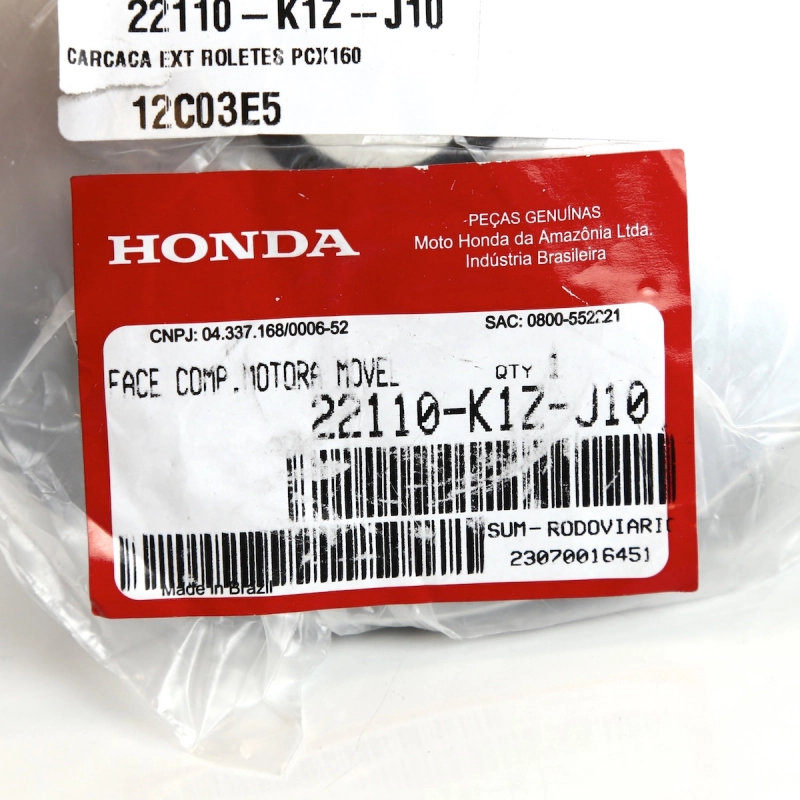 22110-K1Z-J10
CARCACA EXT ROLETES PCX160
12C03E5
HONDA
PEÇAS GENUÍNAS
Moto Honda da Amazônia Ltda.
Indústria Brasileira
CNPJ: 04.337.168/0006-52
SAC: 0800-552221
FACE COMP.MOTORA MOVEL
QTY 1
22110-K1Z-J10
SUM-RODOVIARIO
23070016451
Made in Brazil